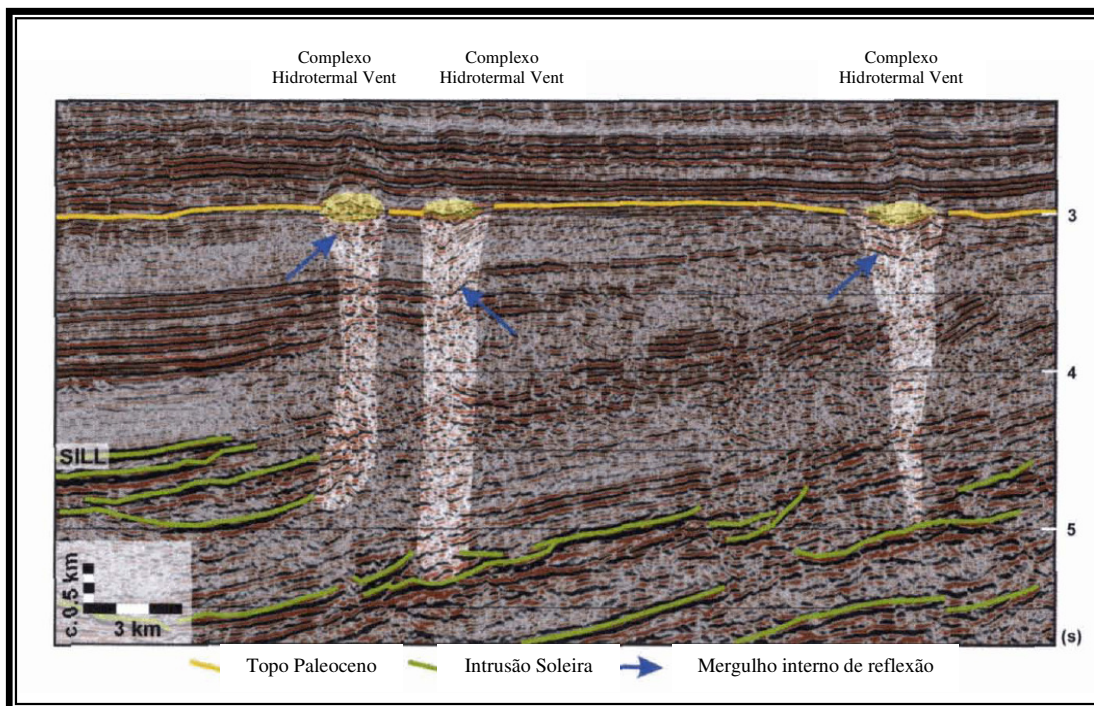 Complexo
Hidrotermal Vent
Complexo
Hidrotermal Vent
Complexo
Hidrotermal Vent
3
4
SILL
5
c. 0.5 km
3 km
(s)
Topo Paleoceno
Intrusão Soleira
Mergulho interno de reflexão